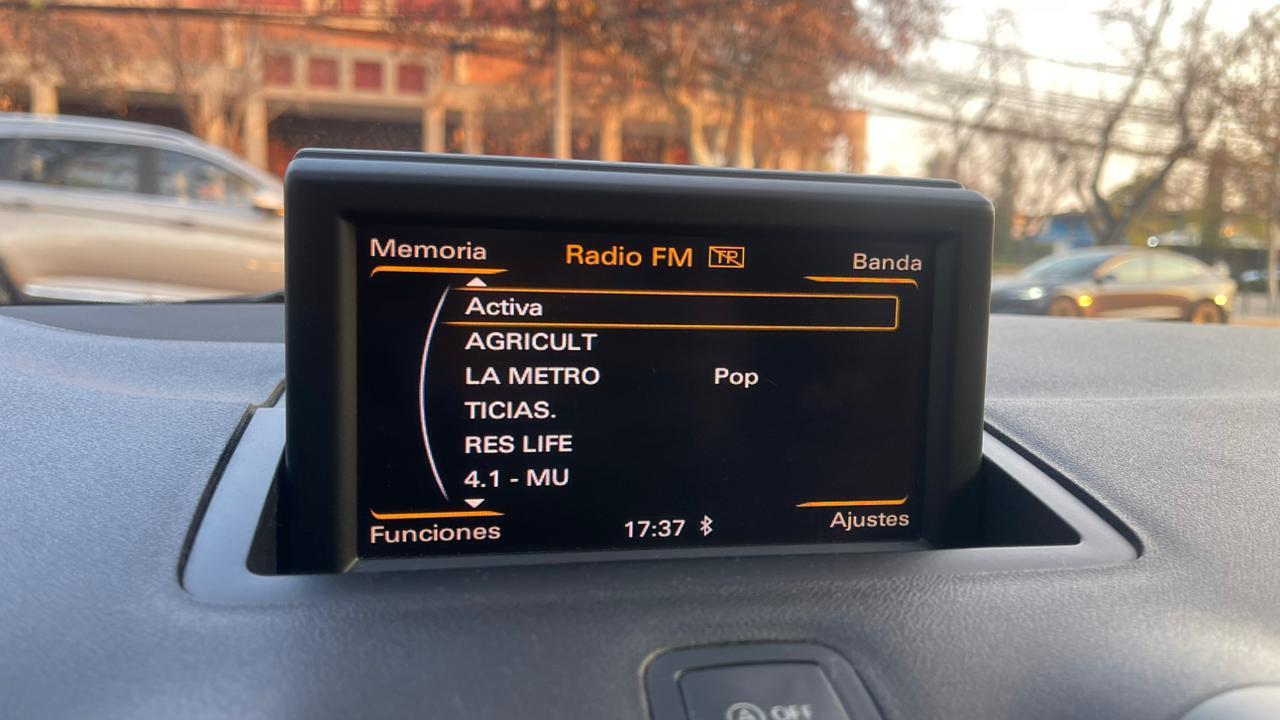 Memoria
Radio FM TP
Banda
Activa
AGRICULT
LA METRO Pop
TICIAS.
RES LIFE
4.1 - MU
Funciones
17:37
Ajustes
A OFF